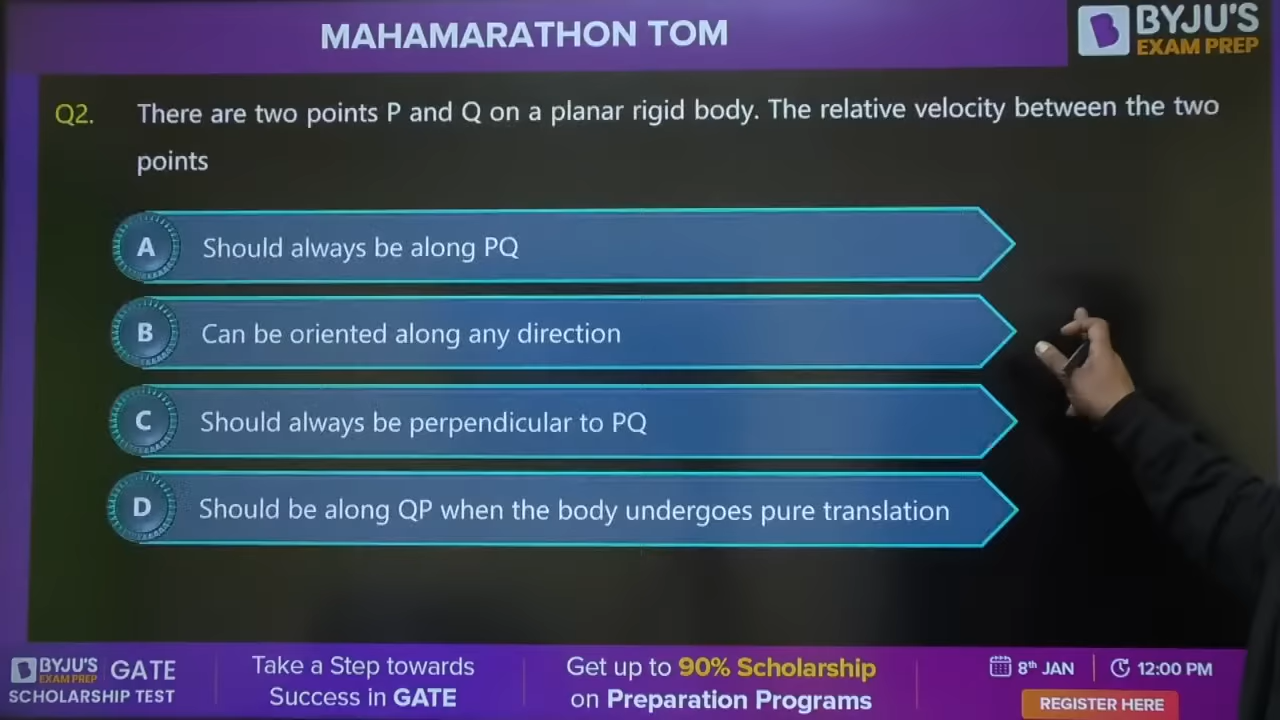 MAHAMARATHON TOM
BYJU'S
EXAM PREP
Q2. There are two points P and Q on a planar rigid body. The relative velocity between the two
points
A Should always be along PQ
B Can be oriented along any direction
C Should always be perpendicular to PQ
D Should be along QP when the body undergoes pure translation
BYJU'S
EXAM PREP
GATE
SCHOLARSHIP TEST
Take a Step towards
Success in GATE
Get up to 90% Scholarship
on Preparation Programs
8th JAN
12:00 PM
REGISTER HERE